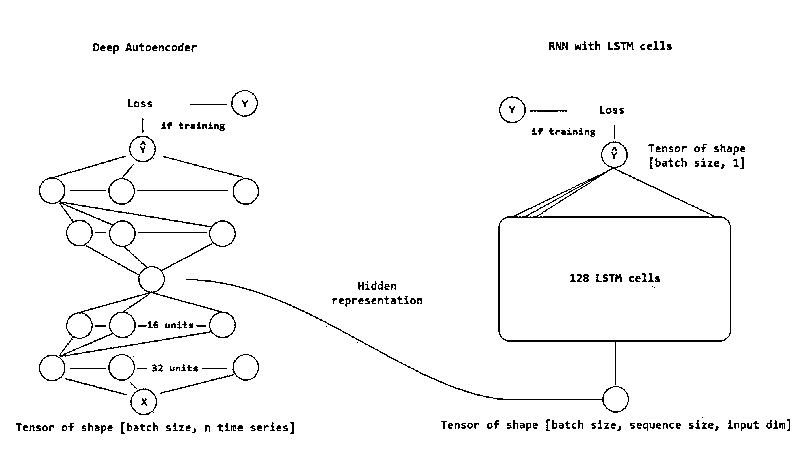 Deep Autoencoder
RNN with LSTM cells
Loss
Y
if training
Ŷ
Y
Loss
if training
Ŷ
Tensor of shape
[batch size, 1]
128 LSTM cells
Hidden
representation
16 units
32 units
X
Tensor of shape [batch size, n time series]
Tensor of shape [batch size, sequence size, input dim]